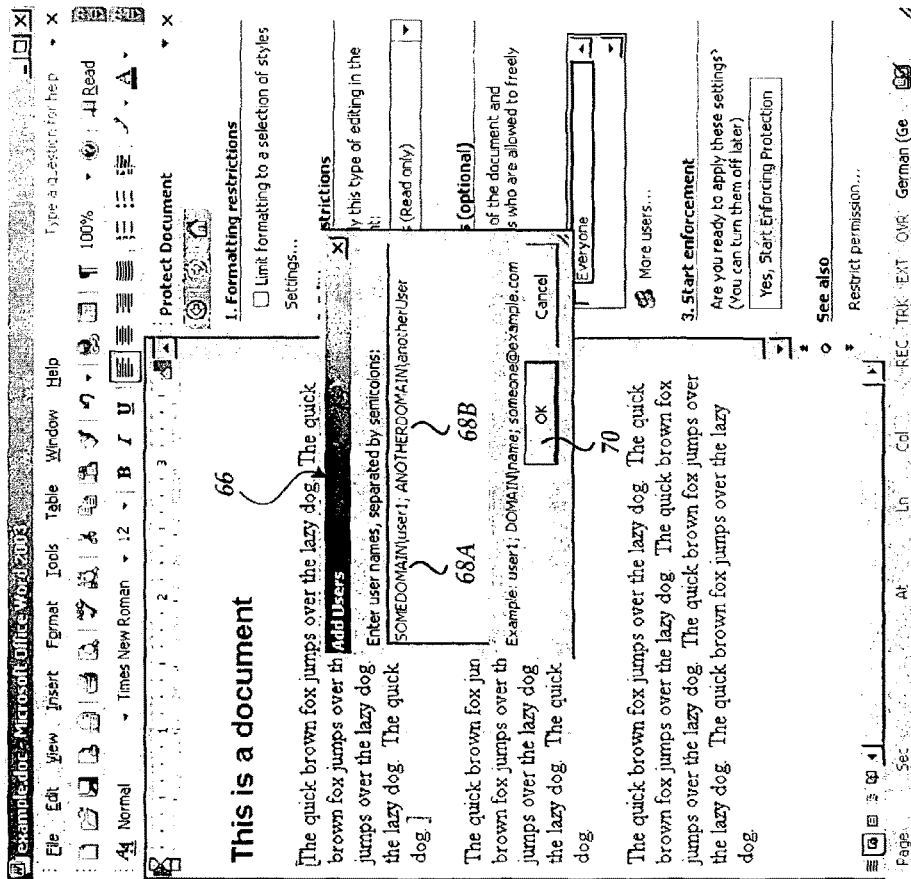 example.doc - Microsoft Office Word 2003
File Edit View Insert Format Tools Table Window Help
Type a question for help
100%
Read
Normal
Times New Roman
12
B I U
1 2 3
This is a document
[The quick brown fox jumps over the lazy dog. The quick
brown fox jumps over th
jumps over the lazy dog.
the lazy dog. The quick
dog.]
The quick brown fox jun
brown fox jumps over th
jumps over the lazy dog
the lazy dog. The quick
dog.
The quick brown fox jumps over the lazy dog. The quick
brown fox jumps over the lazy dog. The quick brown fox
jumps over the lazy dog. The quick brown fox jumps over
the lazy dog. The quick brown fox jumps over the lazy
dog.
66
Add Users
Enter user names, separated by semicolons:
SOMEDOMAIN\user1; ANOTHERDOMAIN\anotherUser
68A
68B
Example: user1; DOMAIN\name; someone@example.com
OK
Cancel
70
Protect Document
1. Formatting restrictions
Limit formatting to a selection of styles
Settings...
strictions
y this type of editing in the
nt:
s (Read only)
s (optional)
of the document and
s who are allowed to freely
Everyone
More users...
3. Start enforcement
Are you ready to apply these settings?
(You can turn them off later)
Yes, Start Enforcing Protection
See also
Restrict permission...
Page Sec At Ln Col REC TRK EXT OVR German (Ge